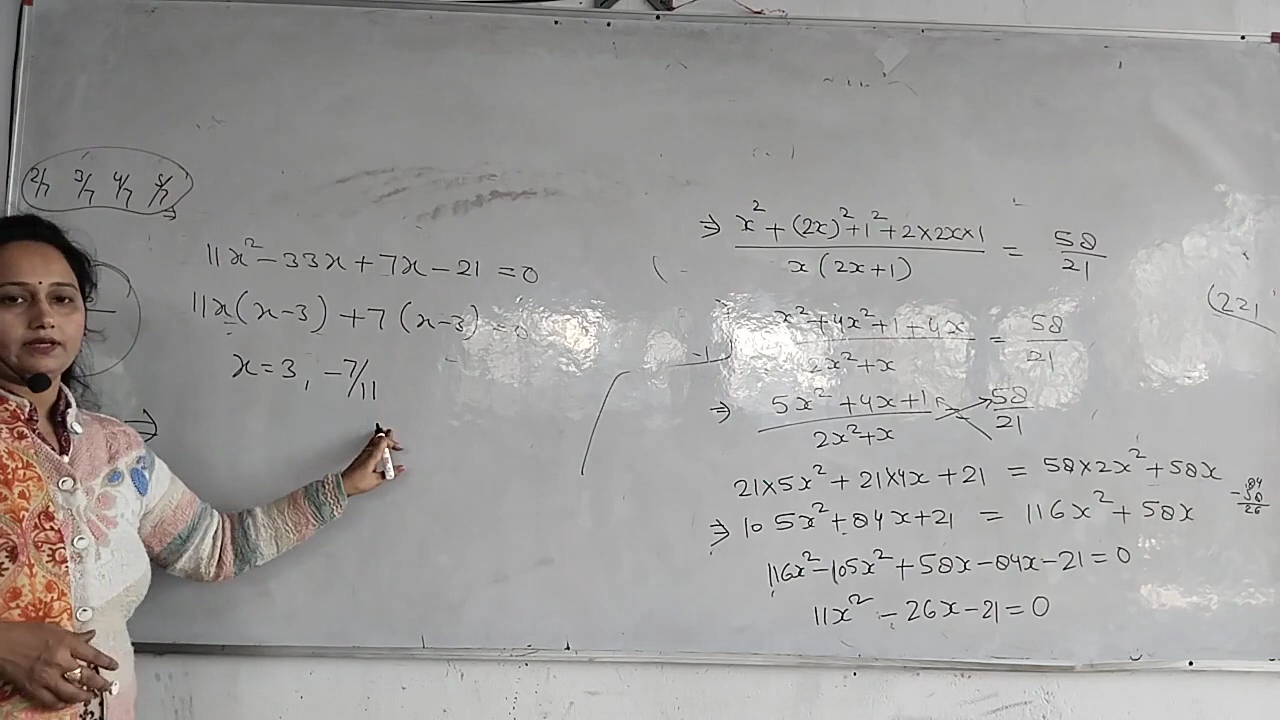 2/7 3/7 4/7 5/7
11x² - 33x + 7x - 21 = 0
11x(x-3) + 7(x-3) = 0
x = 3, -7/11
⇒
⇒ (x² + (2x)² + 1² + 2×2x×1) / (x(2x+1)) = 58/21
(x² + 4x² + 1 + 4x) / (2x² + x) = 58/21
⇒ (5x² + 4x + 1) / (2x² + x) = 58/21
21×5x² + 21×4x + 21 = 58×2x² + 58x
⇒ 105x² + 84x + 21 = 116x² + 58x
116x² - 105x² + 58x - 84x - 21 = 0
11x² - 26x - 21 = 0
(221
84
- 58
26